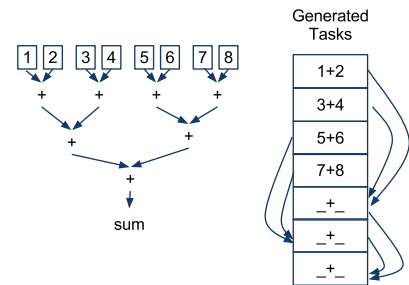 Generated
Tasks
1 2 3 4 5 6 7 8
+ + + +
+ +
+
sum
1+2
3+4
5+6
7+8
_+_
_+_
_+_